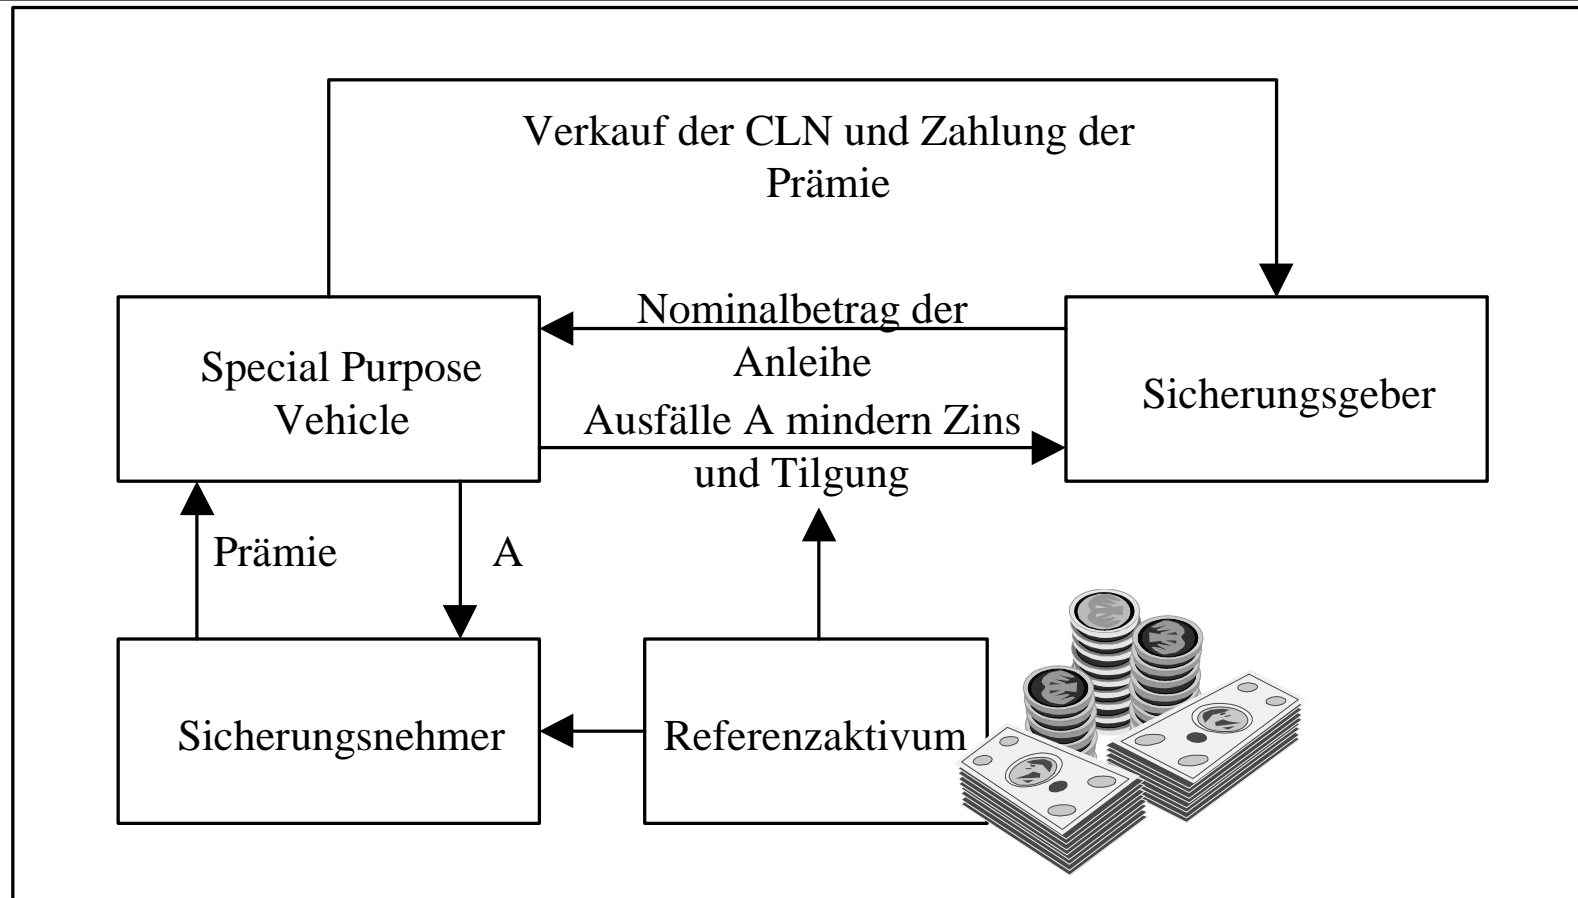 Verkauf der CLN und Zahlung der
Prämie
Nominalbetrag der
Anleihe
Special Purpose
Vehicle
Sicherungsgeber
Ausfälle A mindern Zins
und Tilgung
Prämie
A
Sicherungsnehmer
Referenzaktivum